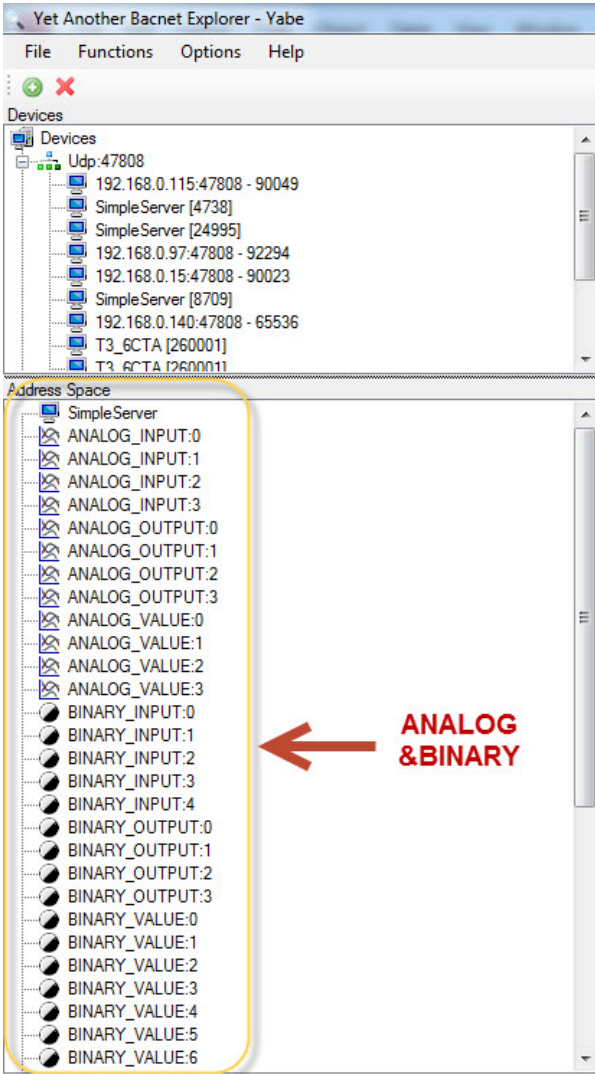 Yet Another Bacnet Explorer - Yabe
File Functions Options Help
Devices
Devices
Udp:47808
192.168.0.115:47808 - 90049
SimpleServer [4738]
SimpleServer [24995]
192.168.0.97:47808 - 92294
192.168.0.15:47808 - 90023
SimpleServer [8709]
192.168.0.140:47808 - 65536
T3_6CTA [260001]
T3_6CTA [260001]
Address Space
SimpleServer
ANALOG_INPUT:0
ANALOG_INPUT:1
ANALOG_INPUT:2
ANALOG_INPUT:3
ANALOG_OUTPUT:0
ANALOG_OUTPUT:1
ANALOG_OUTPUT:2
ANALOG_OUTPUT:3
ANALOG_VALUE:0
ANALOG_VALUE:1
ANALOG_VALUE:2
ANALOG_VALUE:3
BINARY_INPUT:0
BINARY_INPUT:1
BINARY_INPUT:2
BINARY_INPUT:3
BINARY_INPUT:4
BINARY_OUTPUT:0
BINARY_OUTPUT:1
BINARY_OUTPUT:2
BINARY_OUTPUT:3
BINARY_VALUE:0
BINARY_VALUE:1
BINARY_VALUE:2
BINARY_VALUE:3
BINARY_VALUE:4
BINARY_VALUE:5
BINARY_VALUE:6
ANALOG
&BINARY